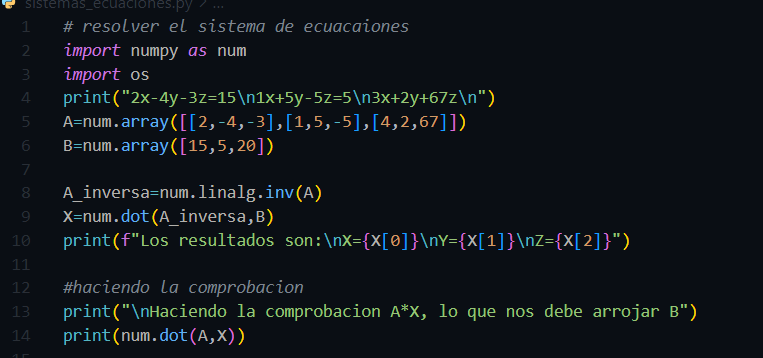 sistemas_ecuaciones.py > ...
1 # resolver el sistema de ecuacaiones
2 import numpy as num
3 import os
4 print("2x-4y-3z=15\n1x+5y-5z=5\n3x+2y+67z\n")
5 A=num.array([[2,-4,-3],[1,5,-5],[4,2,67]])
6 B=num.array([15,5,20])
7
8 A_inversa=num.linalg.inv(A)
9 X=num.dot(A_inversa,B)
10 print(f"Los resultados son:\nX={X[0]}\nY={X[1]}\nZ={X[2]}")
11
12 #haciendo la comprobacion
13 print("\nHaciendo la comprobacion A*X, lo que nos debe arrojar B")
14 print(num.dot(A,X))
15